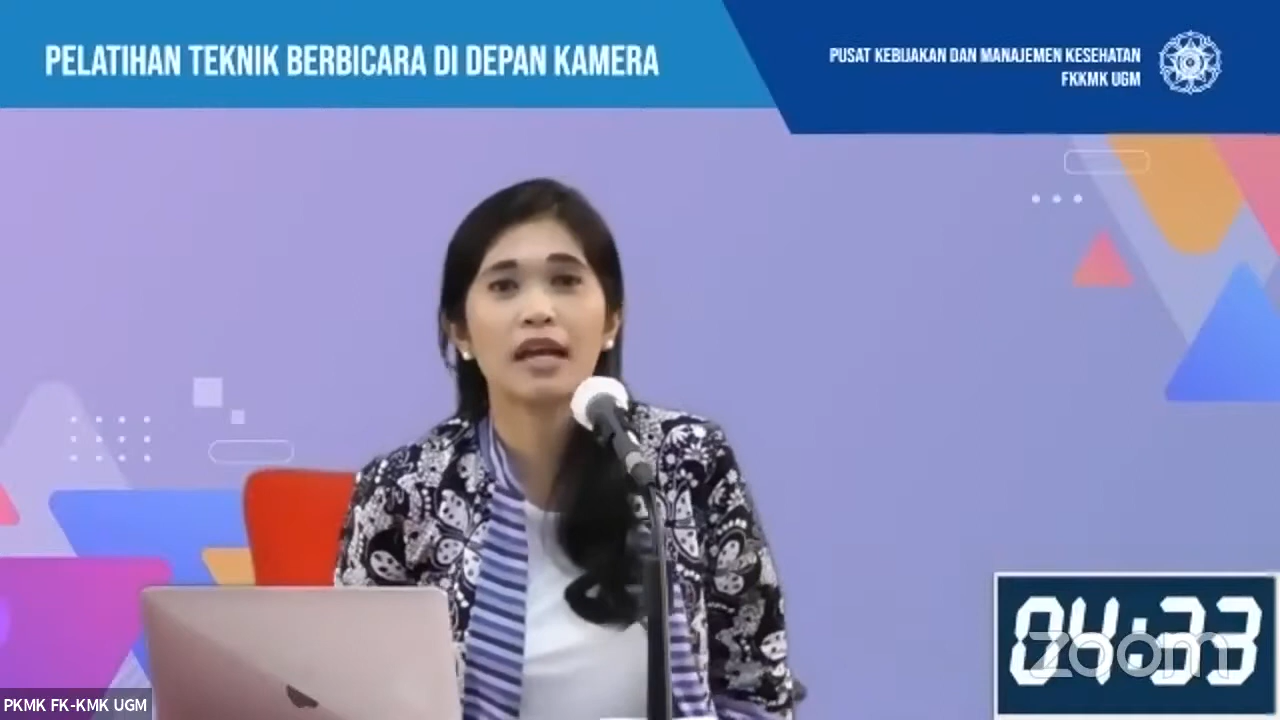 PELATIHAN TEKNIK BERBICARA DI DEPAN KAMERA
PUSAT KEBIJAKAN DAN MANAJEMEN KESEHATAN
FKKMK UGM
04:33
zoom
PKMK FK-KMK UGM